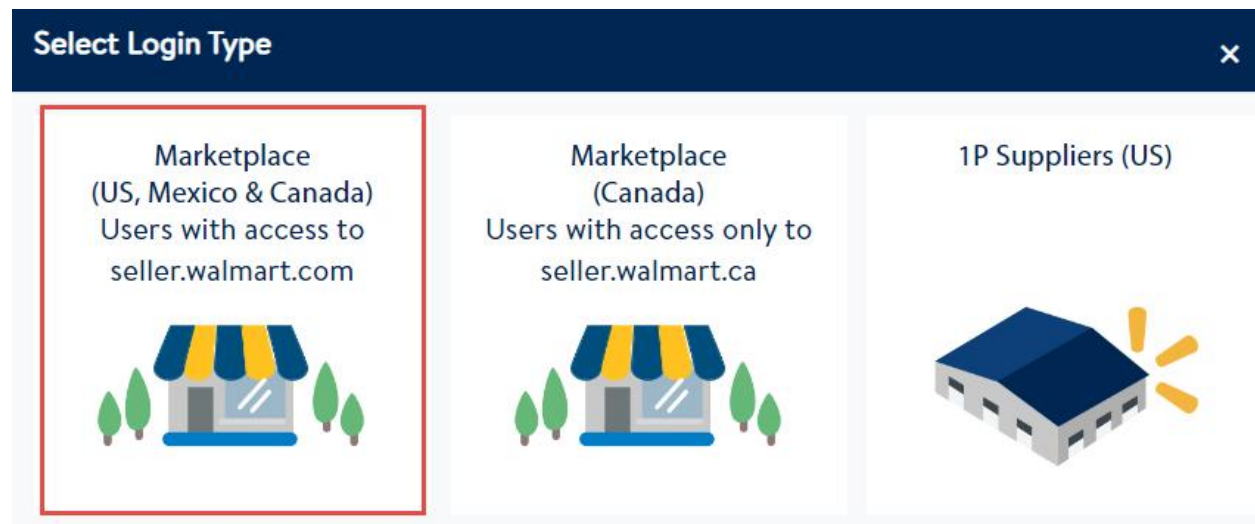 Select Login Type
×
Marketplace
(US, Mexico & Canada)
Users with access to
seller.walmart.com
Marketplace
(Canada)
Users with access only to
seller.walmart.ca
1P Suppliers (US)